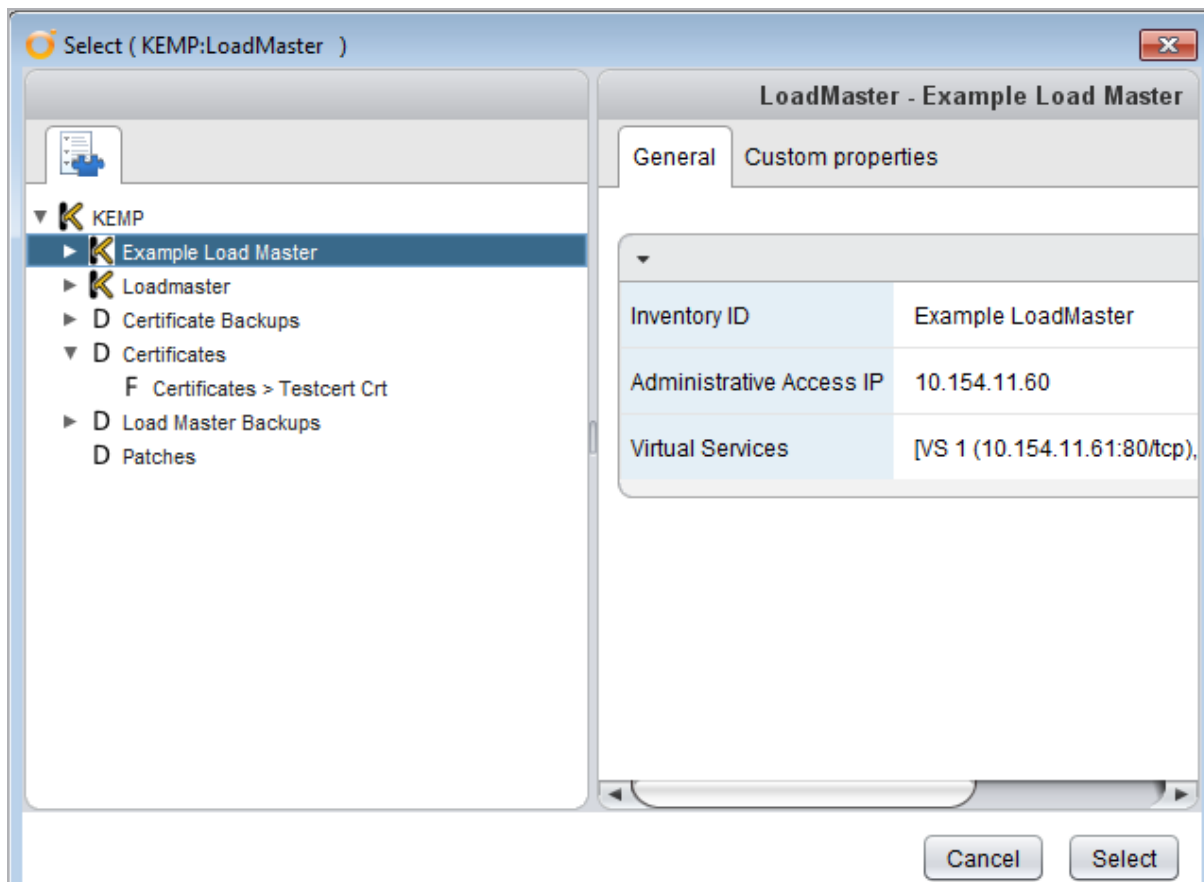 Select ( KEMP:LoadMaster )
LoadMaster - Example Load Master
General Custom properties
KEMP
Example Load Master
Loadmaster
D Certificate Backups
D Certificates
F Certificates > Testcert Crt
D Load Master Backups
D Patches
Inventory ID Example LoadMaster
Administrative Access IP 10.154.11.60
Virtual Services [VS 1 (10.154.11.61:80/tcp),
Cancel Select